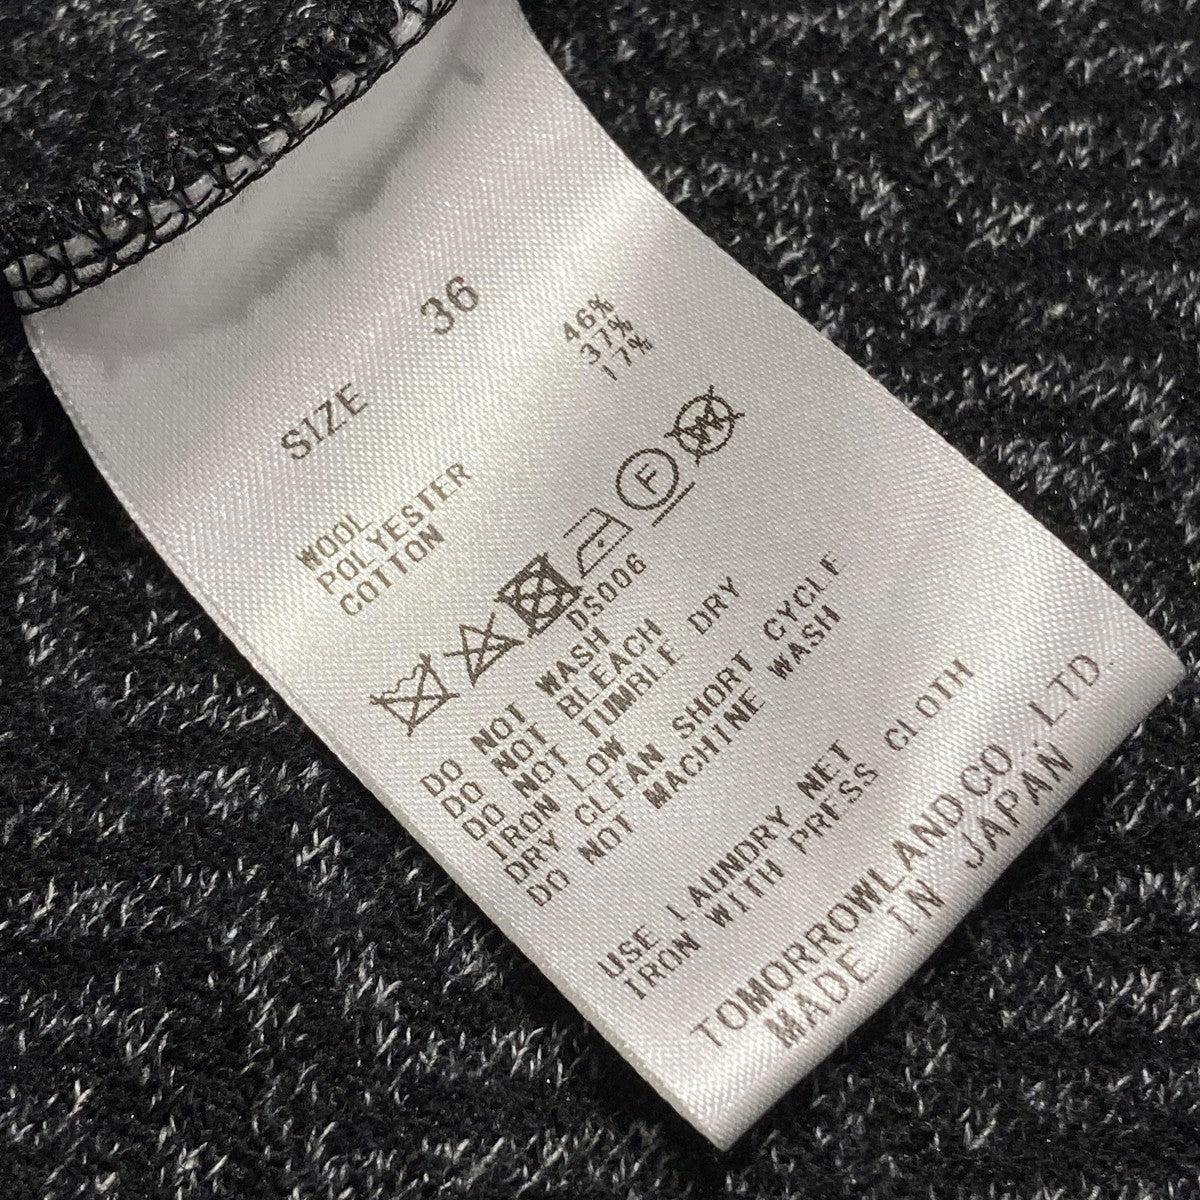 SIZE 36
WOOL 46%
POLYESTER 37%
COTTON 17%
F W
DS006
DO NOT WASH
DO NOT BLEACH
DO NOT TUMBLE DRY
IRON LOW
DRY CLEAN SHORT CYCLE
DO NOT MACHINE WASH
USE LAUNDRY NET
IRON WITH PRESS CLOTH
TOMORROWLAND CO., LTD.
MADE IN JAPAN